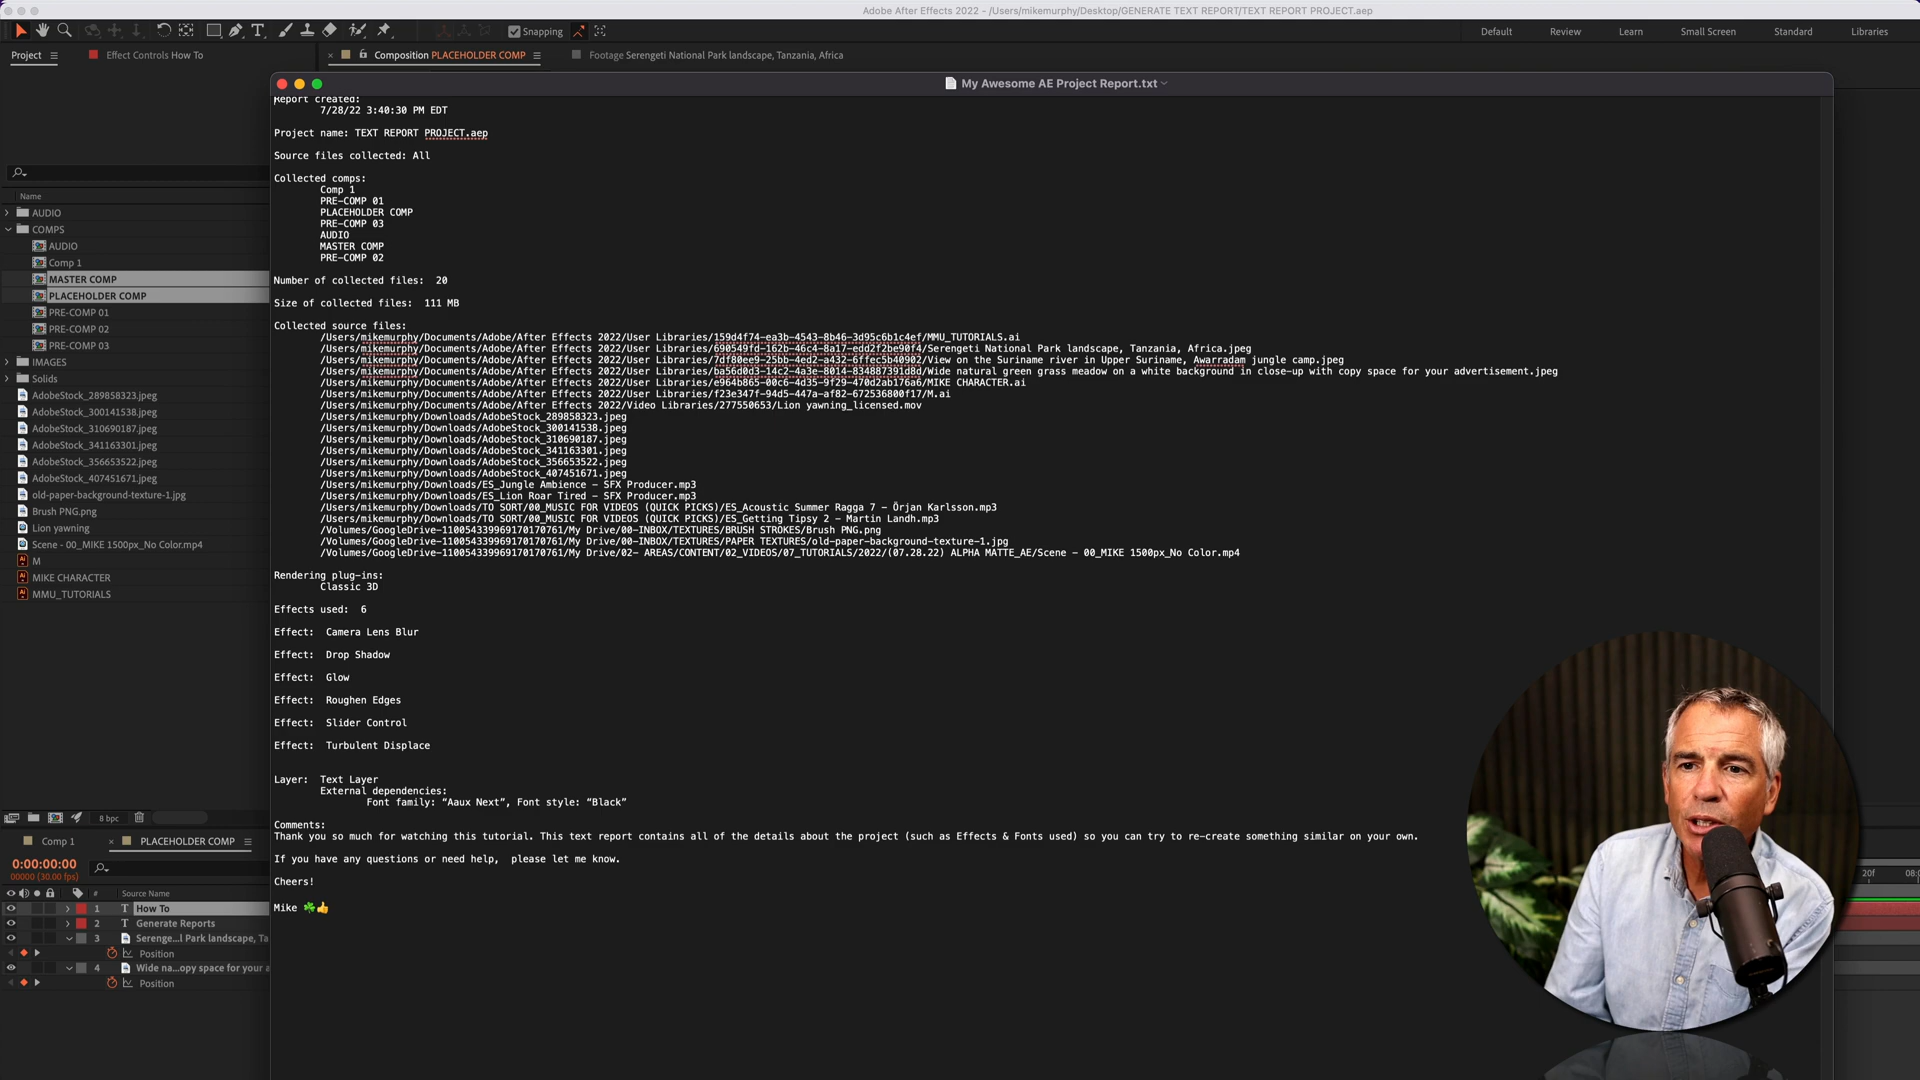 Adobe After Effects 2022 - /Users/mikemurphy/Desktop/GENERATE TEXT REPORT/TEXT REPORT PROJECT.aep
Snapping
Default
Review
Learn
Small Screen
Standard
Libraries
Project
Effect Controls How To
Composition PLACEHOLDER COMP
Footage Serengeti National Park landscape, Tanzania, Africa
My Awesome AE Project Report.txt
Name
AUDIO
COMPS
AUDIO
Comp 1
MASTER COMP
PLACEHOLDER COMP
PRE-COMP 01
PRE-COMP 02
PRE-COMP 03
IMAGES
Solids
AdobeStock_289858323.jpeg
AdobeStock_300141538.jpeg
AdobeStock_310690187.jpeg
AdobeStock_341163301.jpeg
AdobeStock_356653522.jpeg
AdobeStock_407451671.jpeg
old-paper-background-texture-1.jpg
Brush PNG.png
Lion yawning
Scene - 00_MIKE 1500px_No Color.mp4
M
MIKE CHARACTER
MMU_TUTORIALS
Report created:
7/28/22 3:40:30 PM EDT
Project name: TEXT REPORT PROJECT.aep
Source files collected: All
Collected comps:
Comp 1
PRE-COMP 01
PLACEHOLDER COMP
PRE-COMP 03
AUDIO
MASTER COMP
PRE-COMP 02
Number of collected files:  20
Size of collected files:  111 MB
Collected source files:
/Users/mikemurphy/Documents/Adobe/After Effects 2022/User Libraries/159d4f74-ea3b-4543-8b46-3d95c6b1c4ef/MMU_TUTORIALS.ai
/Users/mikemurphy/Documents/Adobe/After Effects 2022/User Libraries/690549fd-162b-46c4-8a17-edd2f2be90f4/Serengeti National Park landscape, Tanzania, Africa.jpeg
/Users/mikemurphy/Documents/Adobe/After Effects 2022/User Libraries/7df80ee9-25bb-4ed2-a432-6ffec5b40902/View on the Suriname river in Upper Suriname, Awarradam jungle camp.jpeg
/Users/mikemurphy/Documents/Adobe/After Effects 2022/User Libraries/ba56d0d3-14c2-4a3e-8014-834887391d8d/Wide natural green grass meadow on a white background in close-up with copy space for your advertisement.jpeg
/Users/mikemurphy/Documents/Adobe/After Effects 2022/User Libraries/e964b865-00c6-4d35-9f29-470d2ab176a6/MIKE CHARACTER.ai
/Users/mikemurphy/Documents/Adobe/After Effects 2022/User Libraries/f23e347f-94d5-447a-af82-672536800f17/M.ai
/Users/mikemurphy/Documents/Adobe/After Effects 2022/Video Libraries/277550653/Lion yawning_licensed.mov
/Users/mikemurphy/Downloads/AdobeStock_289858323.jpeg
/Users/mikemurphy/Downloads/AdobeStock_300141538.jpeg
/Users/mikemurphy/Downloads/AdobeStock_310690187.jpeg
/Users/mikemurphy/Downloads/AdobeStock_341163301.jpeg
/Users/mikemurphy/Downloads/AdobeStock_356653522.jpeg
/Users/mikemurphy/Downloads/AdobeStock_407451671.jpeg
/Users/mikemurphy/Downloads/ES_Jungle Ambience - SFX Producer.mp3
/Users/mikemurphy/Downloads/ES_Lion Roar Tired - SFX Producer.mp3
/Users/mikemurphy/Downloads/TO SORT/00_MUSIC FOR VIDEOS (QUICK PICKS)/ES_Acoustic Summer Ragga 7 - Örjan Karlsson.mp3
/Users/mikemurphy/Downloads/TO SORT/00_MUSIC FOR VIDEOS (QUICK PICKS)/ES_Getting Tipsy 2 - Martin Landh.mp3
/Volumes/GoogleDrive-110054339969170170761/My Drive/00-INBOX/TEXTURES/BRUSH STROKES/Brush PNG.png
/Volumes/GoogleDrive-110054339969170170761/My Drive/00-INBOX/TEXTURES/PAPER TEXTURES/old-paper-background-texture-1.jpg
/Volumes/GoogleDrive-110054339969170170761/My Drive/02- AREAS/CONTENT/02_VIDEOS/07_TUTORIALS/2022/(07.28.22) ALPHA MATTE_AE/Scene - 00_MIKE 1500px_No Color.mp4
Rendering plug-ins:
Classic 3D
Effects used:  6
Effect:  Camera Lens Blur
Effect:  Drop Shadow
Effect:  Glow
Effect:  Roughen Edges
Effect:  Slider Control
Effect:  Turbulent Displace
Layer:  Text Layer
External dependencies:
Font family: “Aaux Next”, Font style: “Black”
Comments:
Thank you so much for watching this tutorial. This text report contains all of the details about the project (such as Effects & Fonts used) so you can try to re-create something similar on your own.
If you have any questions or need help,  please let me know.
Cheers!
Mike ☘️👍
8 bpc
Comp 1
PLACEHOLDER COMP
0:00:00:00
00000 (30.00 fps)
# Source Name
1 T How To
2 T Generate Reports
3 Serenge...l Park landscape, Ta
Position
4 Wide na...opy space for your a
Position
20f
08:0